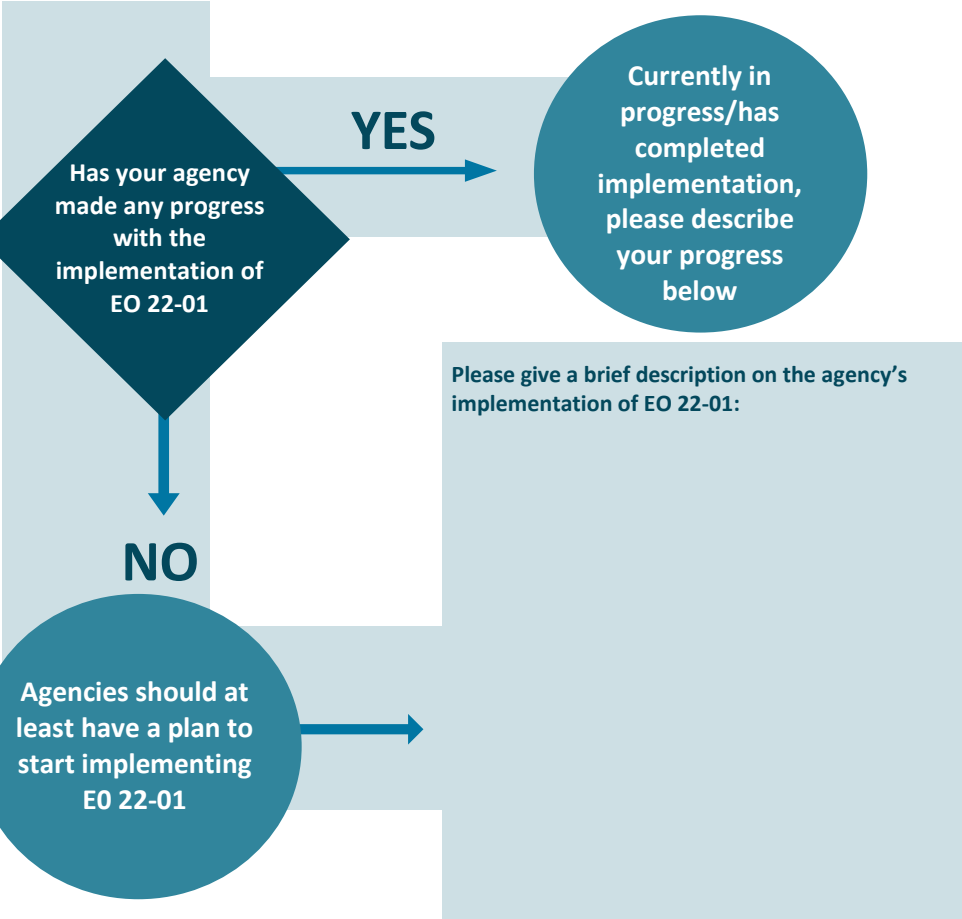 Has your agency
made any progress
with the
implementation of
EO 22-01
YES
Currently in
progress/has
completed
implementation,
please describe
your progress
below
Please give a brief description on the agency’s
implementation of EO 22-01:
NO
Agencies should at
least have a plan to
start implementing
E0 22-01